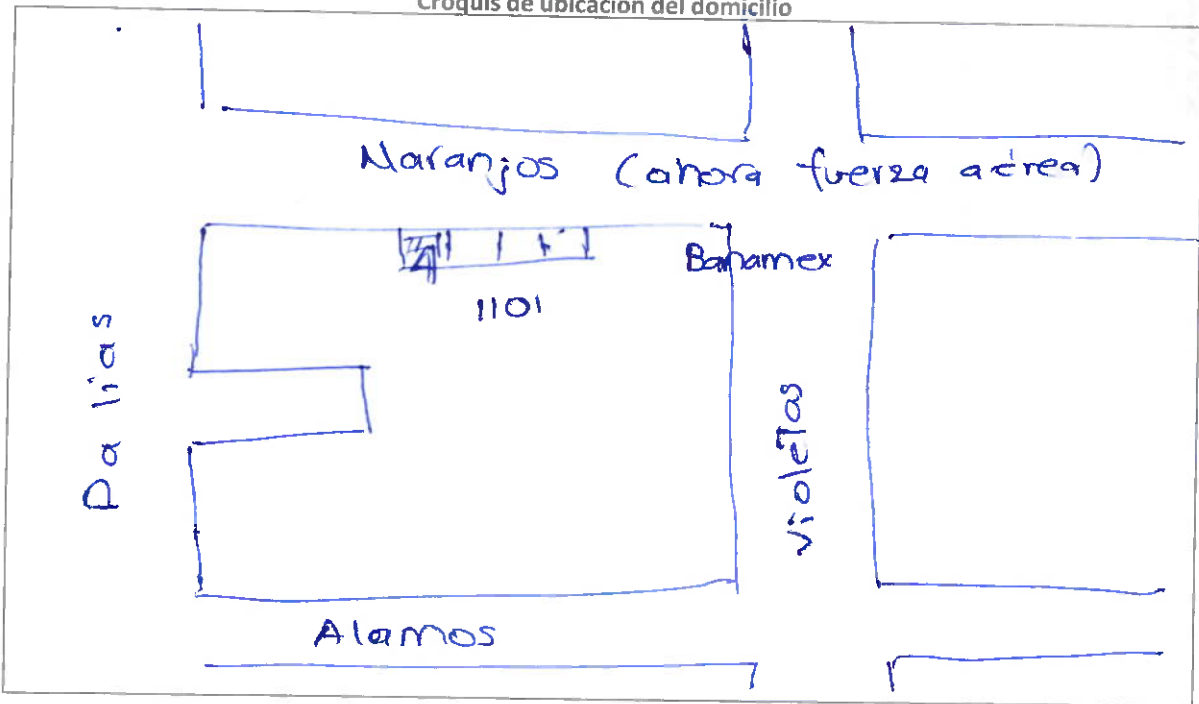 Croquis de ubicación del domicilio
Naranjos (ahora fuerza aérea)
Banamex
1101
Dalias
violetas
Alamos